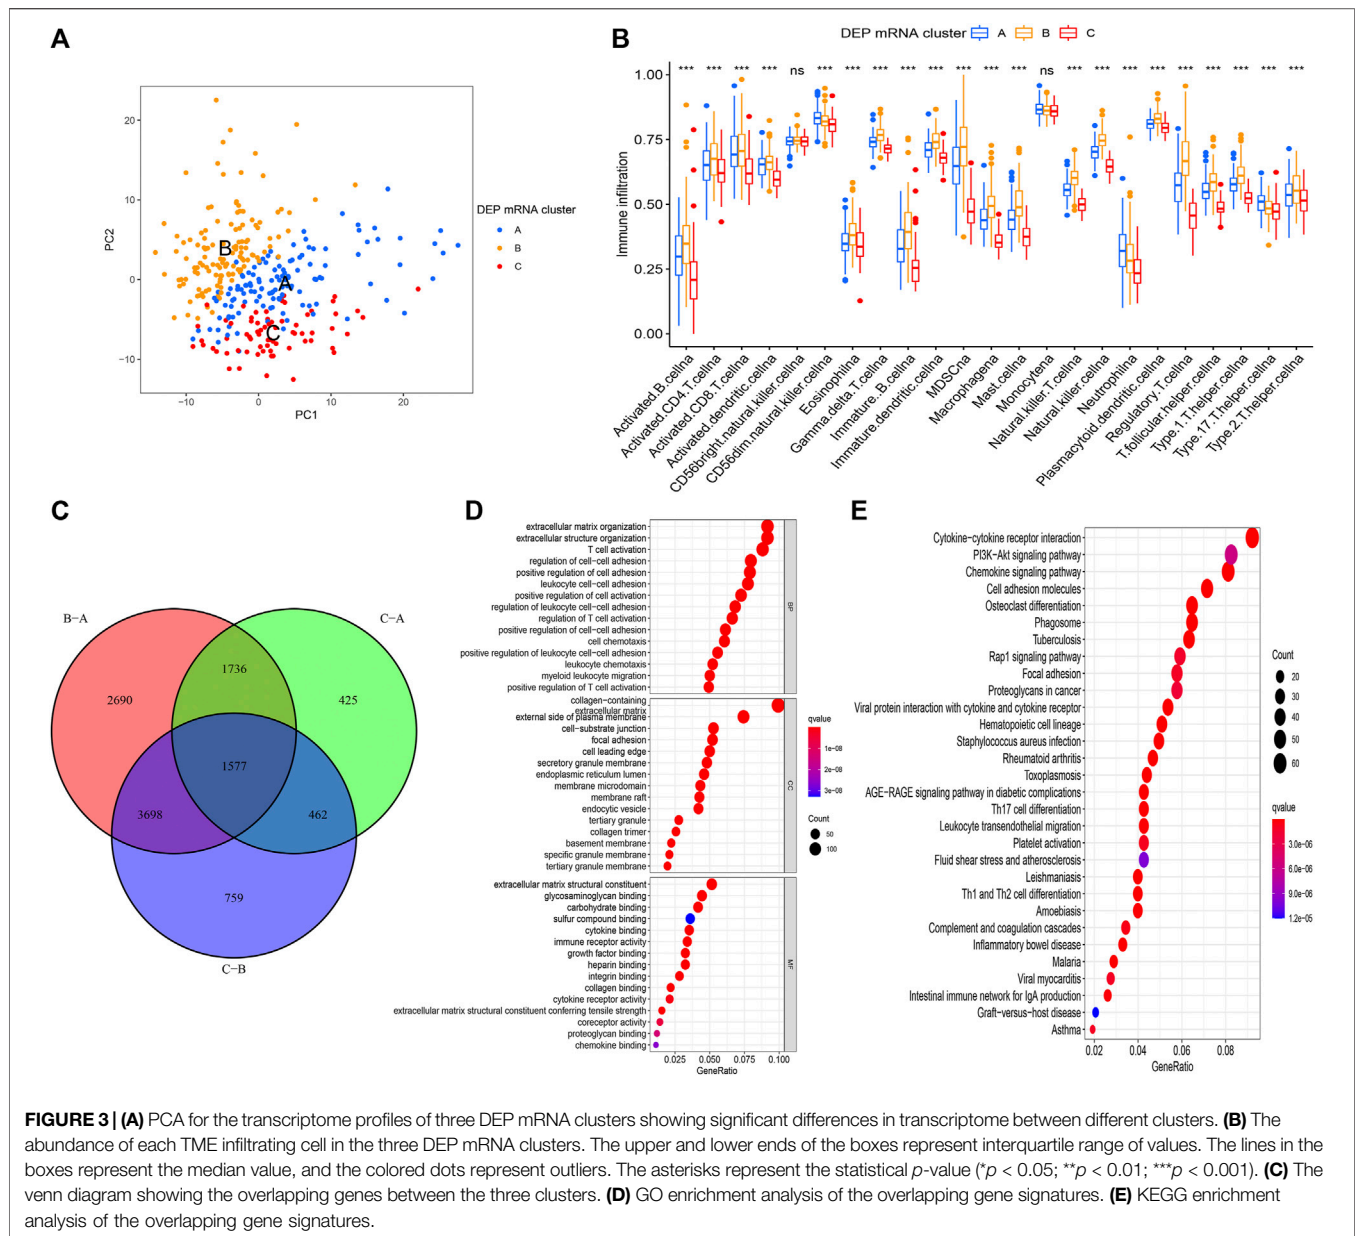 A
20
10
0
−10
PC2
−10
0
10
20
PC1
DEP mRNA cluster
A
B
C
B
A
C
B
DEP mRNA cluster
A
B
C
*** *** *** *** ns *** *** *** *** *** *** *** *** ns *** *** *** *** *** *** *** *** ***
1.00
0.75
0.50
0.25
0.00
Immune infiltration
Activated.B.cellna
Activated.CD4.T.cellna
Activated.CD8.T.cellna
Activated.dendritic.cellna
CD56bright.natural.killer.cellna
CD56dim.natural.killer.cellna
Eosinophilna
Gamma.delta.T.cellna
Immature..B.cellna
Immature.dendritic.cellna
MDSCna
Macrophagena
Mast.cellna
Monocytena
Natural.killer.T.cellna
Natural.killer.cellna
Neutrophilna
Plasmacytoid.dendritic.cellna
Regulatory.T.cellna
T.follicular.helper.cellna
Type.1.T.helper.cellna
Type.17.T.helper.cellna
Type.2.T.helper.cellna
C
B−A
C−A
1736
2690
425
1577
3698
462
759
C−B
D
extracellular matrix organization
extracellular structure organization
T cell activation
regulation of cell−cell adhesion
positive regulation of cell adhesion
leukocyte cell−cell adhesion
positive regulation of cell activation
regulation of leukocyte cell−cell adhesion
regulation of T cell activation
positive regulation of cell−cell adhesion
cell chemotaxis
positive regulation of leukocyte cell−cell adhesion
leukocyte chemotaxis
myeloid leukocyte migration
positive regulation of T cell activation
BP
collagen−containing
extracellular matrix
external side of plasma membrane
cell−substrate junction
focal adhesion
cell leading edge
secretory granule membrane
endoplasmic reticulum lumen
membrane microdomain
membrane raft
endocytic vesicle
tertiary granule
collagen trimer
basement membrane
specific granule membrane
tertiary granule membrane
CC
extracellular matrix structural constituent
glycosaminoglycan binding
carbohydrate binding
sulfur compound binding
cytokine binding
immune receptor activity
growth factor binding
heparin binding
integrin binding
collagen binding
cytokine receptor activity
extracellular matrix structural constituent conferring tensile strength
coreceptor activity
proteoglycan binding
chemokine binding
MF
0.025
0.050
0.075
0.100
GeneRatio
qvalue
1e−08
2e−08
3e−08
Count
50
100
E
Cytokine−cytokine receptor interaction
PI3K−Akt signaling pathway
Chemokine signaling pathway
Cell adhesion molecules
Osteoclast differentiation
Phagosome
Tuberculosis
Rap1 signaling pathway
Focal adhesion
Proteoglycans in cancer
Viral protein interaction with cytokine and cytokine receptor
Hematopoietic cell lineage
Staphylococcus aureus infection
Rheumatoid arthritis
Toxoplasmosis
AGE−RAGE signaling pathway in diabetic complications
Th17 cell differentiation
Leukocyte transendothelial migration
Platelet activation
Fluid shear stress and atherosclerosis
Leishmaniasis
Th1 and Th2 cell differentiation
Amoebiasis
Complement and coagulation cascades
Inflammatory bowel disease
Malaria
Viral myocarditis
Intestinal immune network for IgA production
Graft−versus−host disease
Asthma
0.02
0.04
0.06
0.08
GeneRatio
Count
20
30
40
50
60
qvalue
3.0e−06
6.0e−06
9.0e−06
1.2e−05
FIGURE 3 | (A) PCA for the transcriptome profiles of three DEP mRNA clusters showing significant differences in transcriptome between different clusters. (B) The
abundance of each TME infiltrating cell in the three DEP mRNA clusters. The upper and lower ends of the boxes represent interquartile range of values. The lines in the
boxes represent the median value, and the colored dots represent outliers. The asterisks represent the statistical p-value (*p < 0.05; **p < 0.01; ***p < 0.001). (C) The
venn diagram showing the overlapping genes between the three clusters. (D) GO enrichment analysis of the overlapping gene signatures. (E) KEGG enrichment
analysis of the overlapping gene signatures.